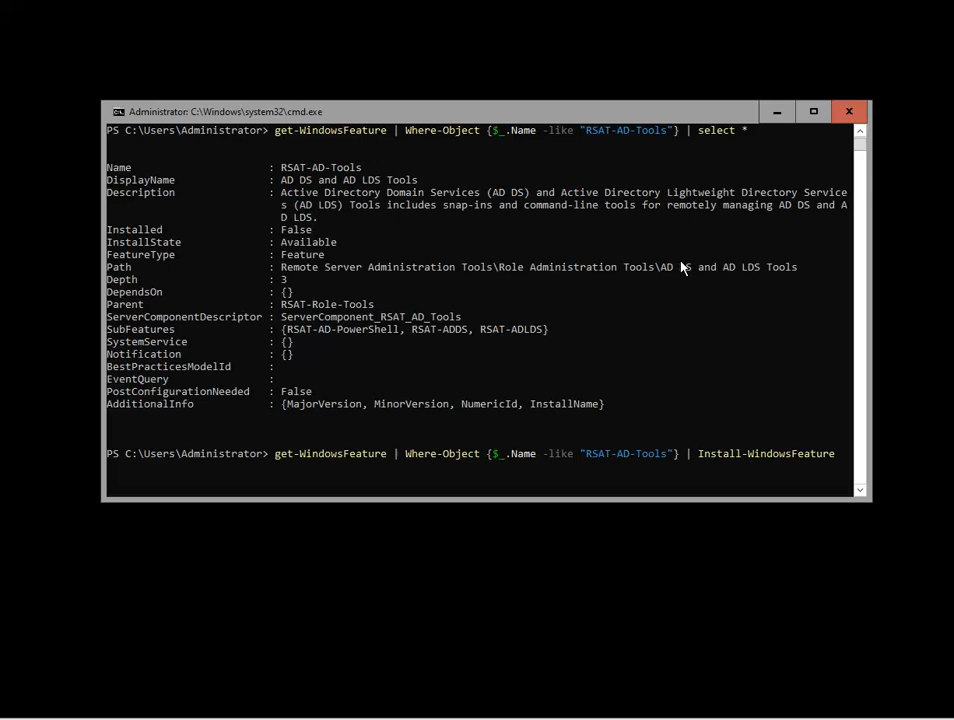 Administrator: C:\Windows\system32\cmd.exe
PS C:\Users\Administrator> get-WindowsFeature | Where-Object {$_.Name -like "RSAT-AD-Tools"} | select *
Name : RSAT-AD-Tools
DisplayName : AD DS and AD LDS Tools
Description : Active Directory Domain Services (AD DS) and Active Directory Lightweight Directory Service
s (AD LDS) Tools includes snap-ins and command-line tools for remotely managing AD DS and A
D LDS.
Installed : False
InstallState : Available
FeatureType : Feature
Path : Remote Server Administration Tools\Role Administration Tools\AD DS and AD LDS Tools
Depth : 3
DependsOn : {}
Parent : RSAT-Role-Tools
ServerComponentDescriptor : ServerComponent_RSAT_AD_Tools
SubFeatures : {RSAT-AD-PowerShell, RSAT-ADDS, RSAT-ADLDS}
SystemService : {}
Notification : {}
BestPracticesModelId :
EventQuery :
PostConfigurationNeeded : False
AdditionalInfo : {MajorVersion, MinorVersion, NumericId, InstallName}
PS C:\Users\Administrator> get-WindowsFeature | Where-Object {$_.Name -like "RSAT-AD-Tools"} | Install-WindowsFeature